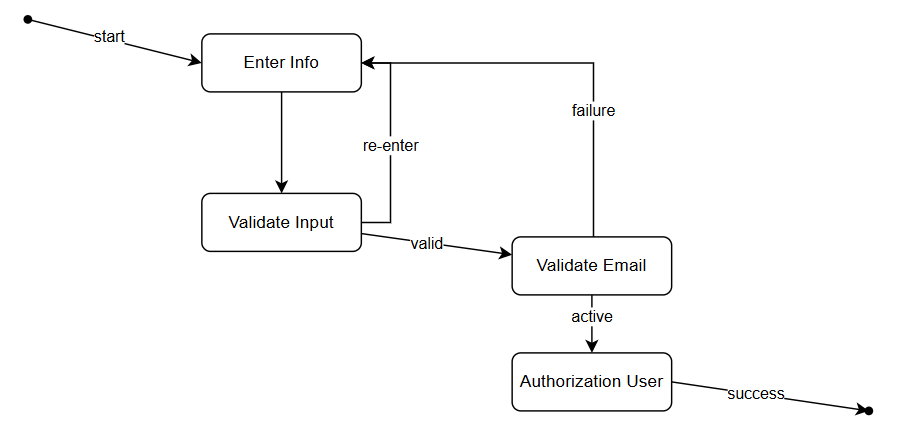 start
Enter Info
failure
re-enter
Validate Input
valid
Validate Email
active
Authorization User
success